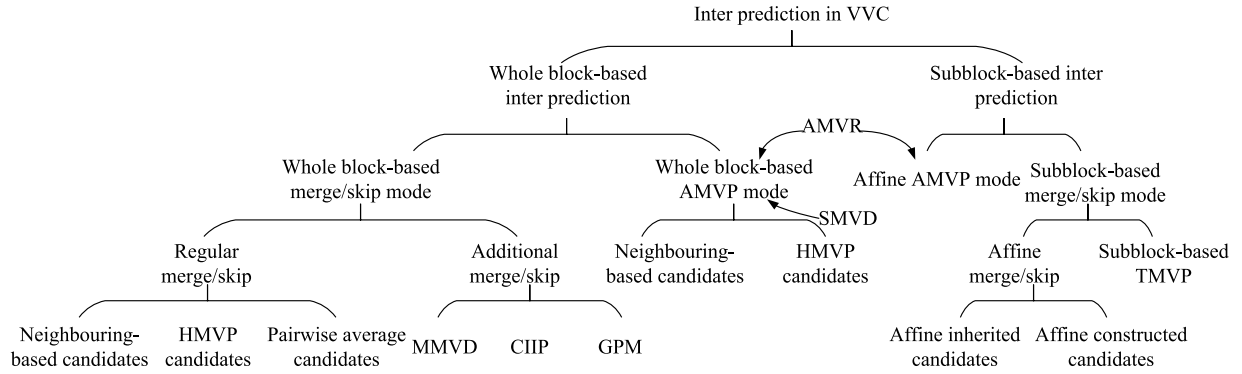 Inter prediction in VVC
Whole block-based
inter prediction
Subblock-based inter
prediction
AMVR
Whole block-based
merge/skip mode
Whole block-based
AMVP mode
Affine AMVP mode
Subblock-based
merge/skip mode
SMVD
Regular
merge/skip
Additional
merge/skip
Neighbouring-
based candidates
HMVP
candidates
Affine
merge/skip
Subblock-based
TMVP
Neighbouring-
based candidates
HMVP
candidates
Pairwise average
candidates
MMVD
CIIP
GPM
Affine inherited
candidates
Affine constructed
candidates